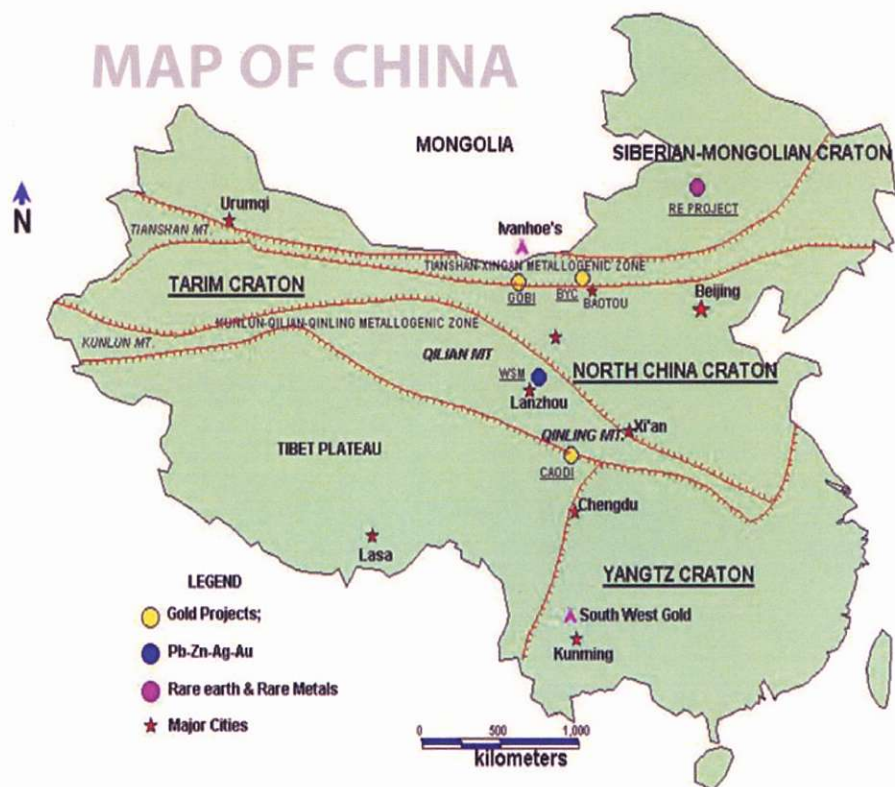 MAP OF CHINA
MONGOLIA
SIBERIAN-MONGOLIAN CRATON
N
Urumqi
RE PROJECT
TIANSHAN MT.
Ivanhoe's
TIANSHAN-XINGAN METALLOGENIC ZONE
TARIM CRATON
GOBI
BYC
BAOTOU
Beijing
KUNLUN-QILIAN-QINLING METALLOGENIC ZONE
KUNLUN MT.
QILIAN MT
WSM
NORTH CHINA CRATON
Lanzhou
QINLING MT.
Xi'an
TIBET PLATEAU
CAODI
Chengdu
Lasa
YANGTZ CRATON
LEGEND
Gold Projects;
South West Gold
Pb-Zn-Ag-Au
Kunming
Rare earth & Rare Metals
Major Cities
0 500 1,000
kilometers